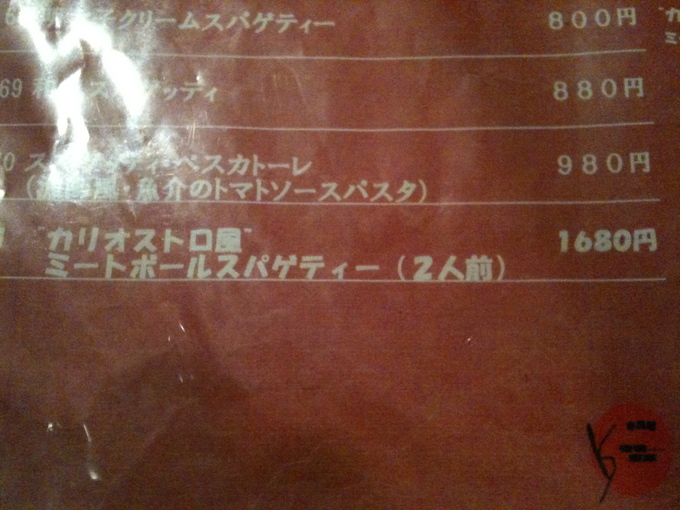 クリームスパゲティー 800円
69 880円
ペスカトーレ 980円
魚介のトマトソースパスタ)
"カリオストロ風" 1680円
ミートボールスパゲティー(2人前)